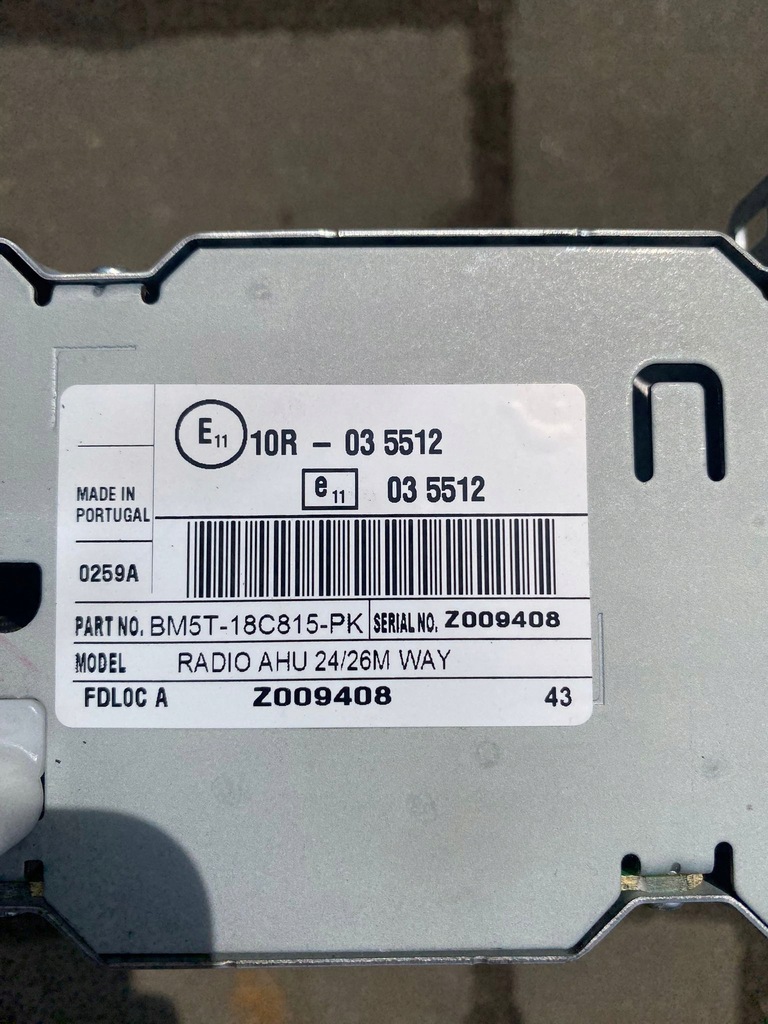 E11 10R - 03 5512
e11 03 5512
MADE IN
PORTUGAL
0259A
PART NO. BM5T-18C815-PK SERIAL NO. Z009408
MODEL RADIO AHU 24/26M WAY
FDL0C A Z009408 43